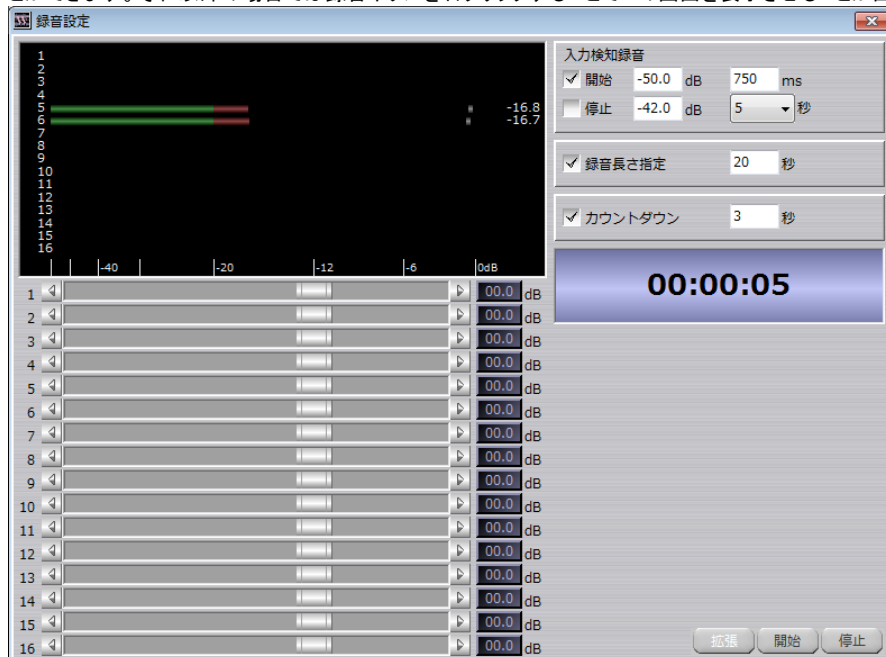 録音設定
1
2
3
4
5 -16.8
6 -16.7
7
8
9
10
11
12
13
14
15
16
-40 -20 -12 -6 0dB
入力検知録音
開始 -50.0 dB 750 ms
停止 -42.0 dB 5 秒
録音長さ指定 20 秒
カウントダウン 3 秒
00:00:05
1 00.0 dB
2 00.0 dB
3 00.0 dB
4 00.0 dB
5 00.0 dB
6 00.0 dB
7 00.0 dB
8 00.0 dB
9 00.0 dB
10 00.0 dB
11 00.0 dB
12 00.0 dB
13 00.0 dB
14 00.0 dB
15 00.0 dB
16 00.0 dB
拡張 開始 停止